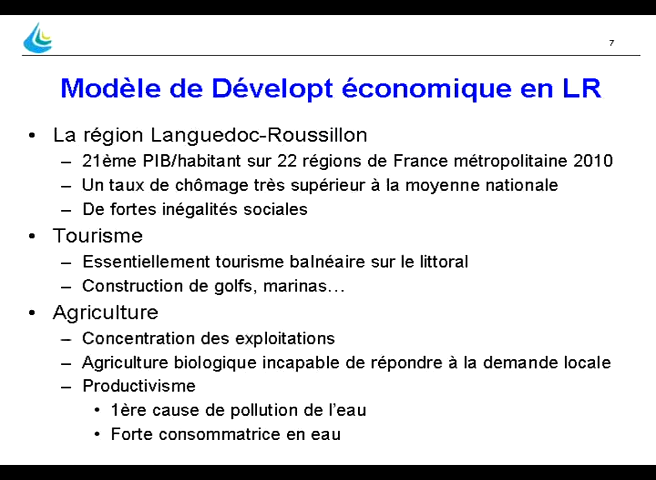 7
Modèle de Dévelopt économique en LR
• La région Languedoc-Roussillon
– 21ème PIB/habitant sur 22 régions de France métropolitaine 2010
– Un taux de chômage très supérieur à la moyenne nationale
– De fortes inégalités sociales
• Tourisme
– Essentiellement tourisme balnéaire sur le littoral
– Construction de golfs, marinas…
• Agriculture
– Concentration des exploitations
– Agriculture biologique incapable de répondre à la demande locale
– Productivisme
• 1ère cause de pollution de l'eau
• Forte consommatrice en eau